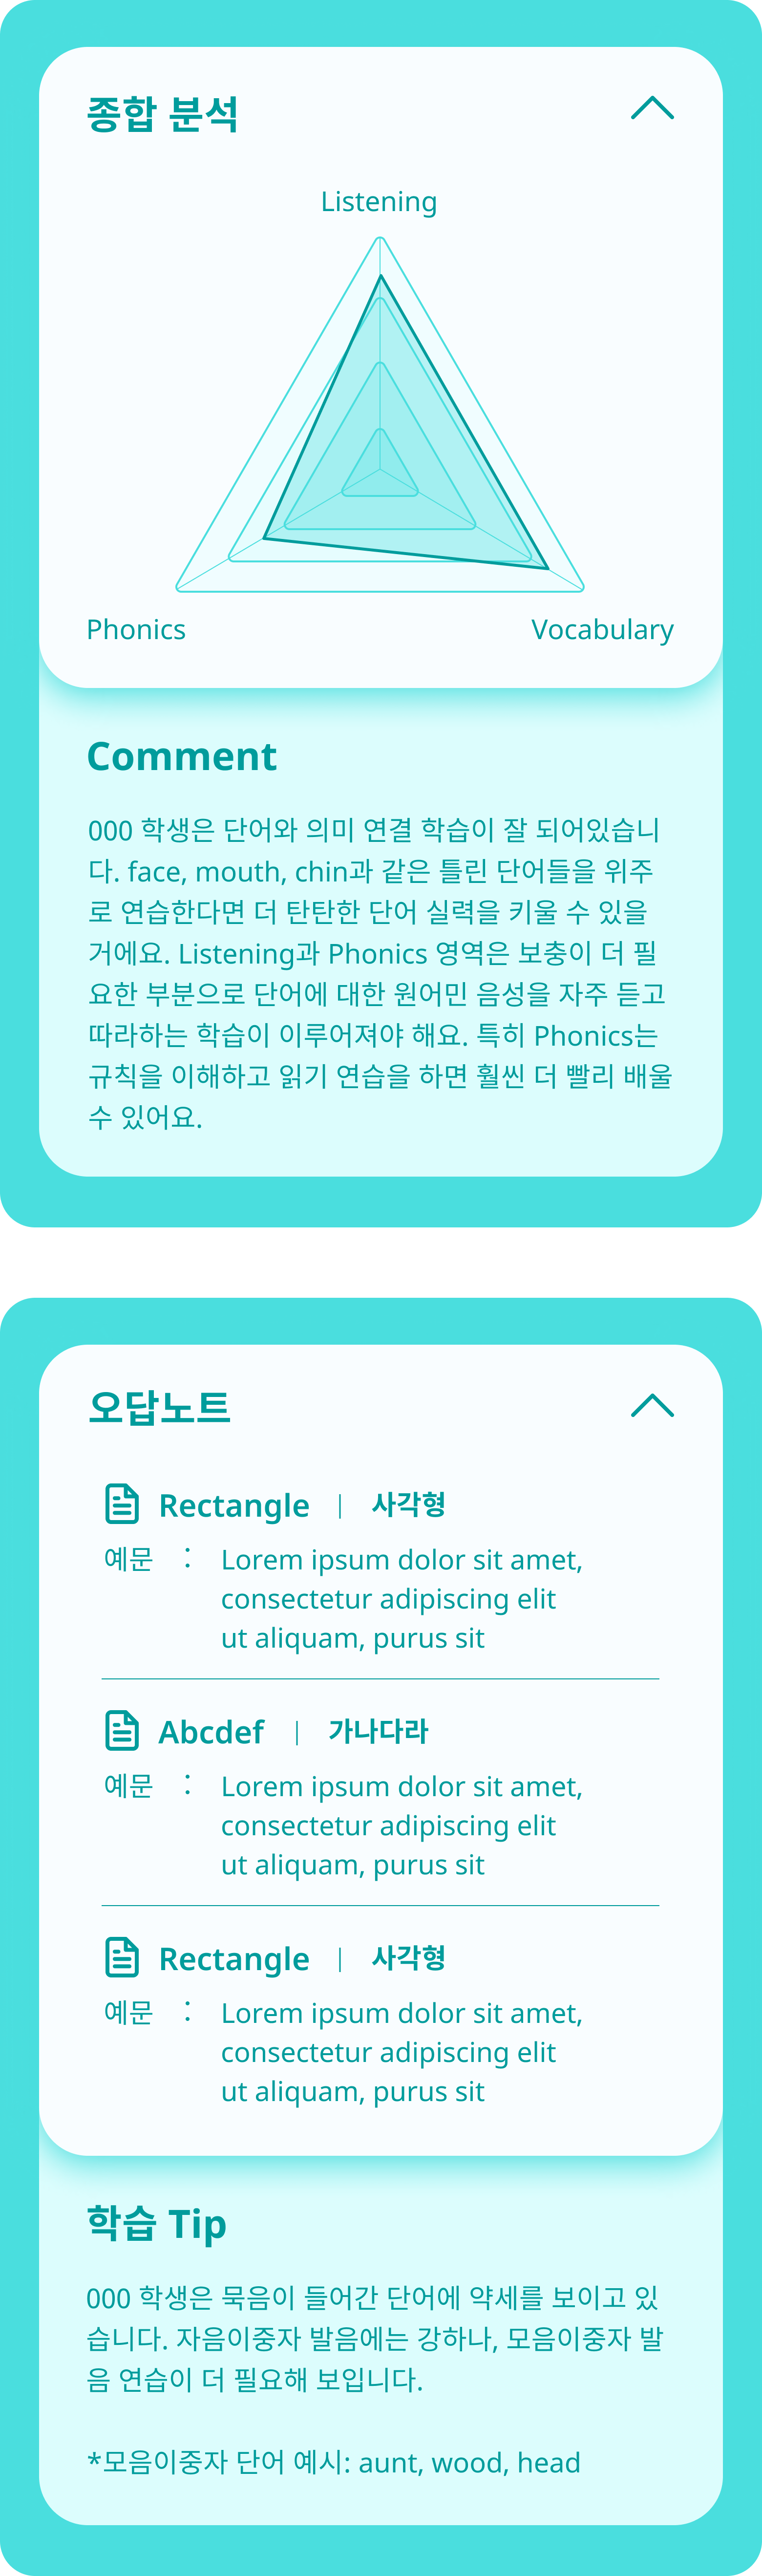 종합 분석
Listening
Phonics
Vocabulary
Comment
000 학생은 단어와 의미 연결 학습이 잘 되어있습니
다. face, mouth, chin과 같은 틀린 단어들을 위주
로 연습한다면 더 탄탄한 단어 실력을 키울 수 있을
거에요. Listening과 Phonics 영역은 보충이 더 필
요한 부분으로 단어에 대한 원어민 음성을 자주 듣고
따라하는 학습이 이루어져야 해요. 특히 Phonics는
규칙을 이해하고 읽기 연습을 하면 훨씬 더 빨리 배울
수 있어요.
오답노트
Rectangle | 사각형
예문 : Lorem ipsum dolor sit amet,
consectetur adipiscing elit
ut aliquam, purus sit
Abcdef | 가나다라
예문 : Lorem ipsum dolor sit amet,
consectetur adipiscing elit
ut aliquam, purus sit
Rectangle | 사각형
예문 : Lorem ipsum dolor sit amet,
consectetur adipiscing elit
ut aliquam, purus sit
학습 Tip
000 학생은 묵음이 들어간 단어에 약세를 보이고 있
습니다. 자음이중자 발음에는 강하나, 모음이중자 발
음 연습이 더 필요해 보입니다.
*모음이중자 단어 예시: aunt, wood, head